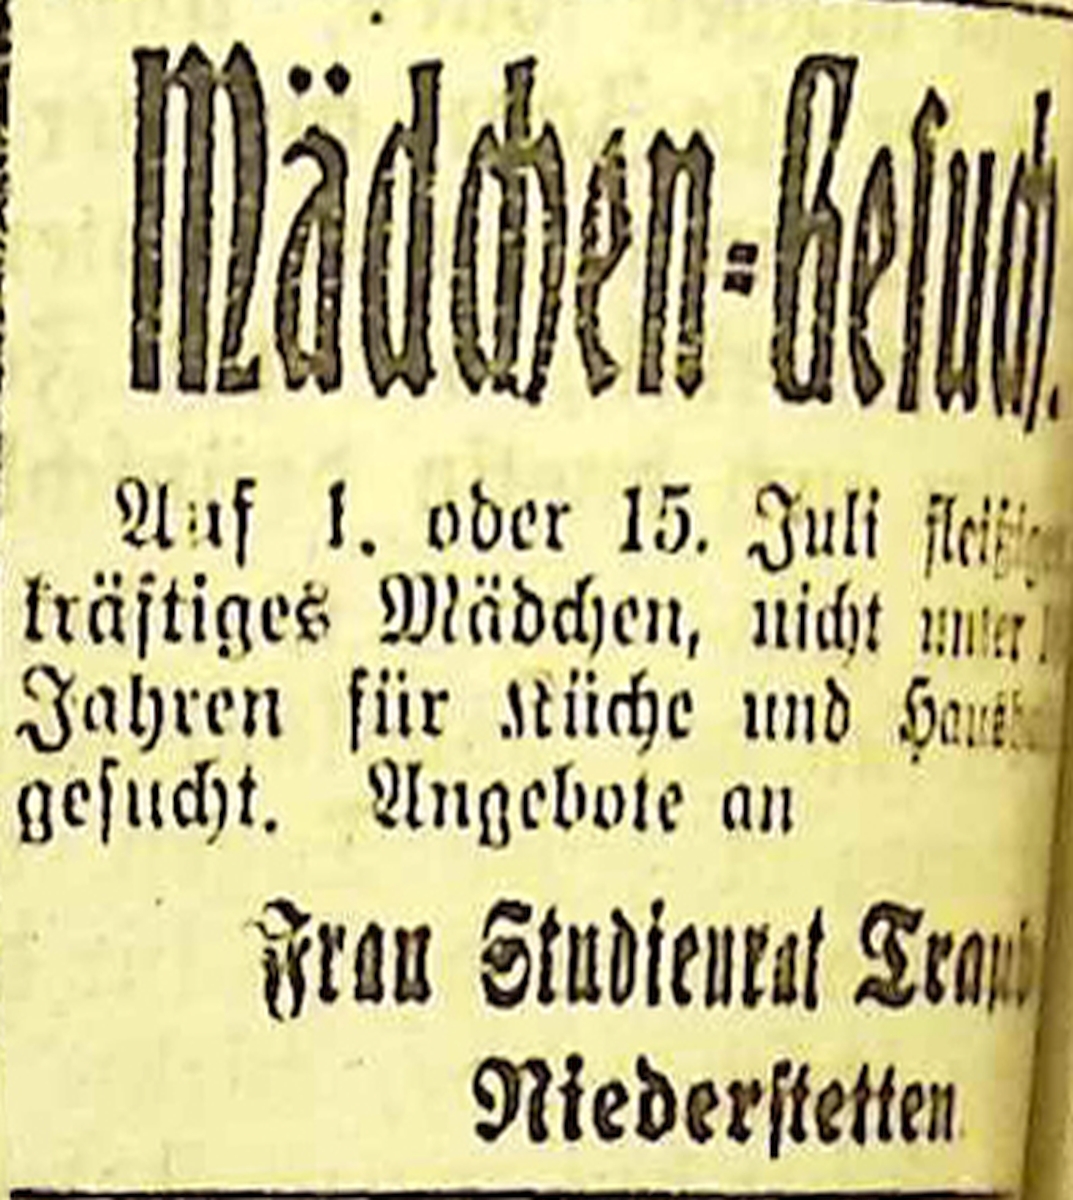 Mädchen-Gesuch.
Auf 1. oder 15. Juli
kräftiges Mädchen, nicht unter
Jahren für Küche und
gesucht. Angebote an
Frau Studienrat
Niederstetten